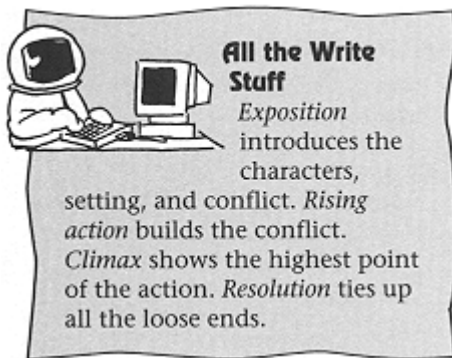 All the Write
Stuff
Exposition
introduces the
characters,
setting, and conflict. Rising
action builds the conflict.
Climax shows the highest point
of the action. Resolution ties up
all the loose ends.